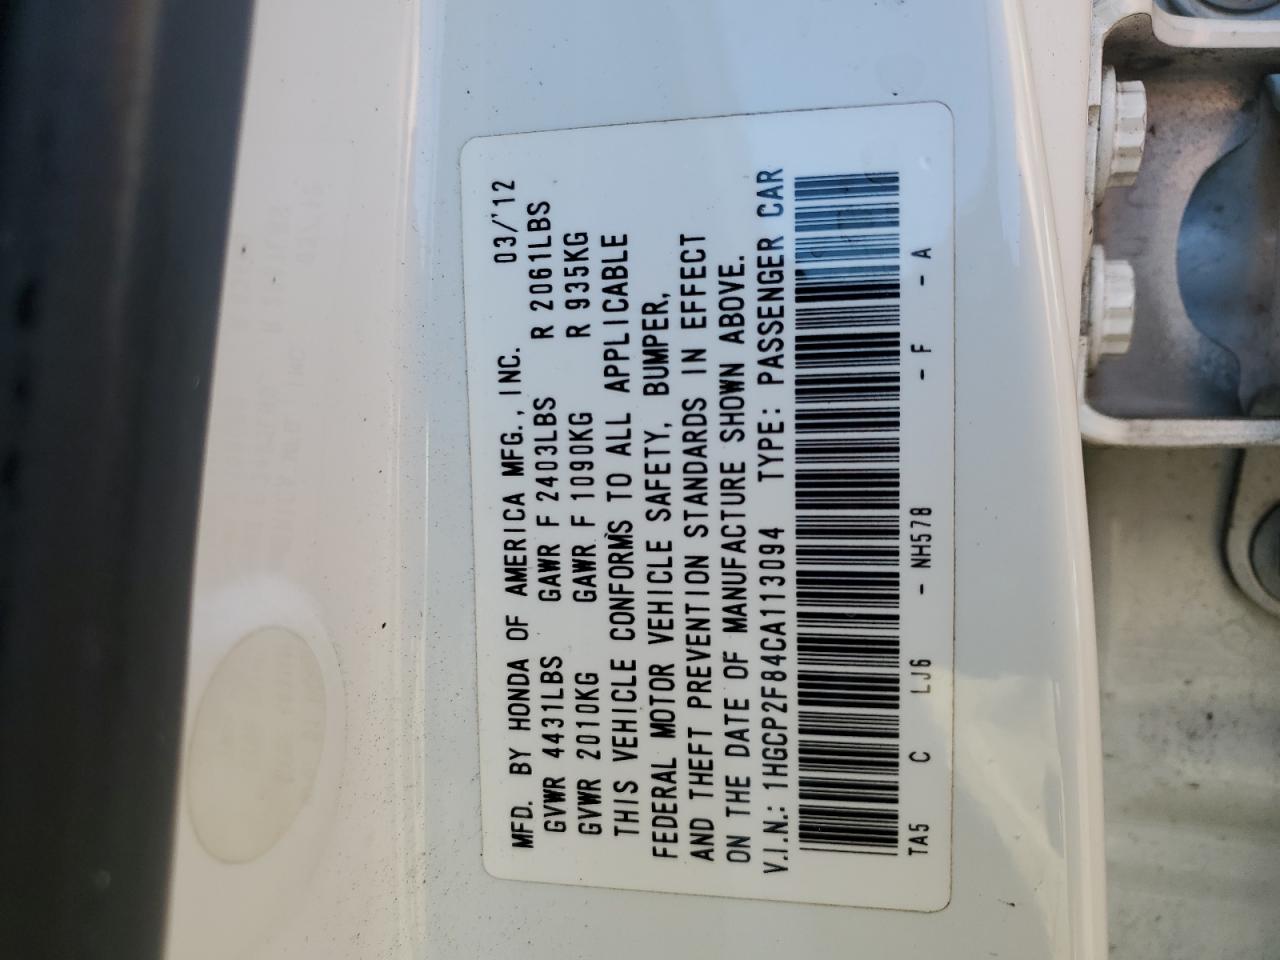 MFD. BY HONDA OF AMERICA MFG., INC. 03/'12
GVWR 4431LBS GAWR F 2403LBS R 2061LBS
GVWR 2010KG GAWR F 1090KG R 935KG
THIS VEHICLE CONFORMS TO ALL APPLICABLE
FEDERAL MOTOR VEHICLE SAFETY, BUMPER,
AND THEFT PREVENTION STANDARDS IN EFFECT
ON THE DATE OF MANUFACTURE SHOWN ABOVE.
V.I.N.: 1HGCP2F84CA113094 TYPE: PASSENGER CAR
TA5 C LJ6 - NH578 - F - A